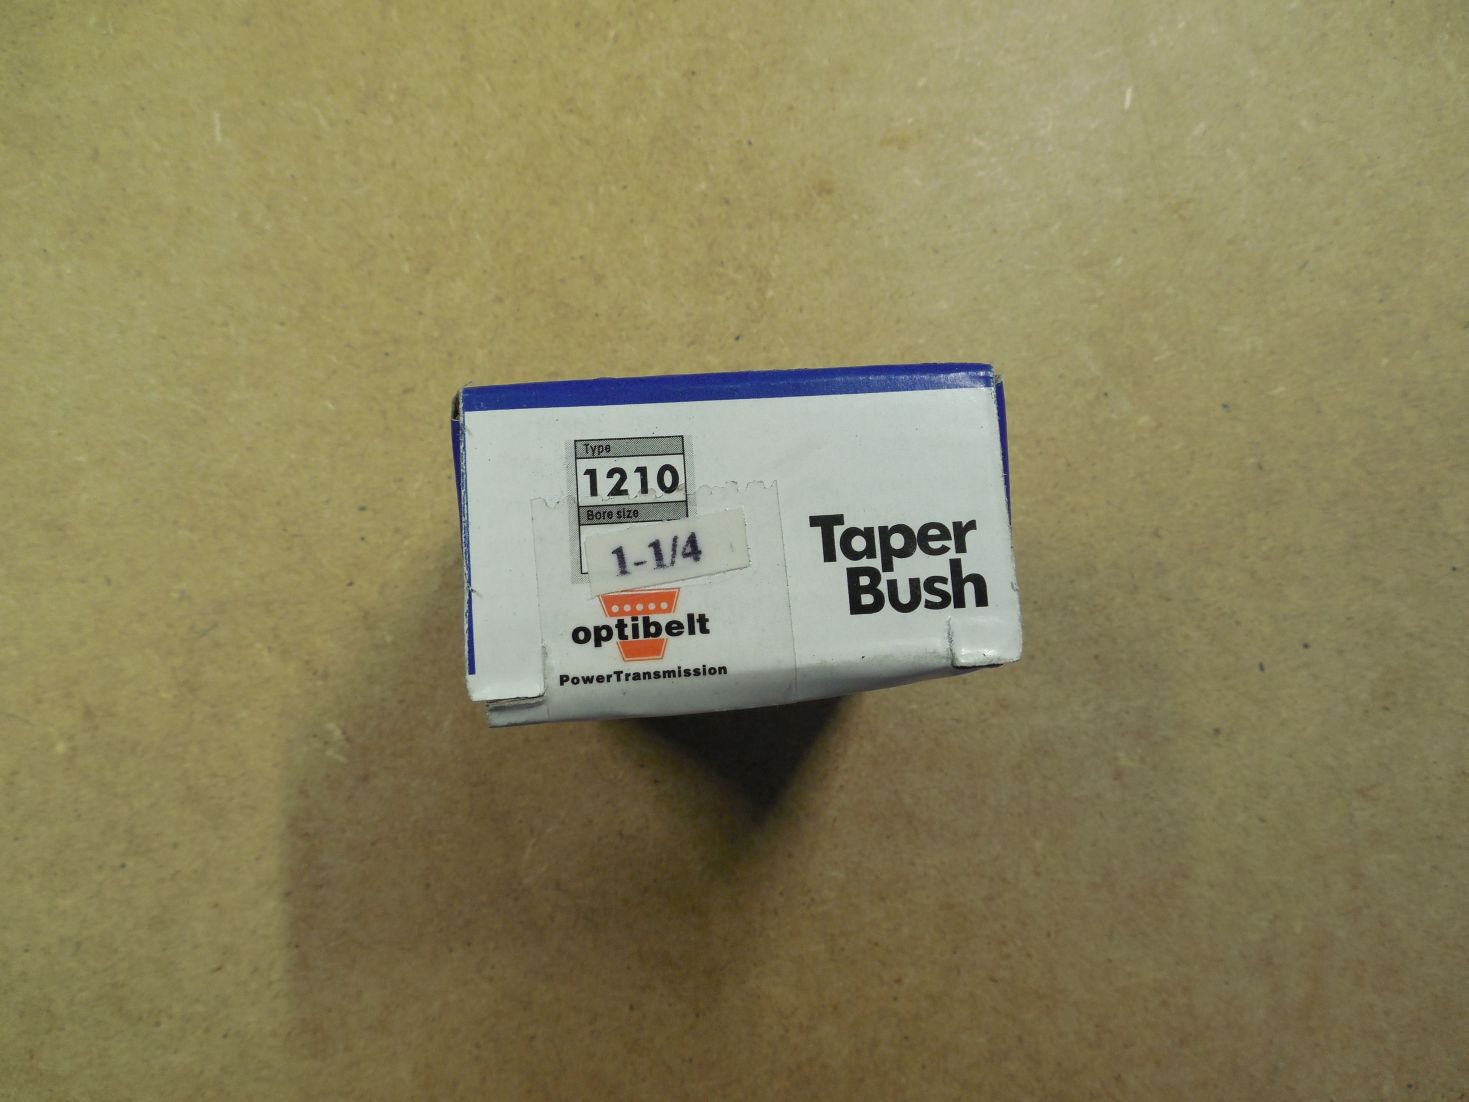 Type
1210
Bore size
1-1/4
optibelt
PowerTransmission
Taper
Bush